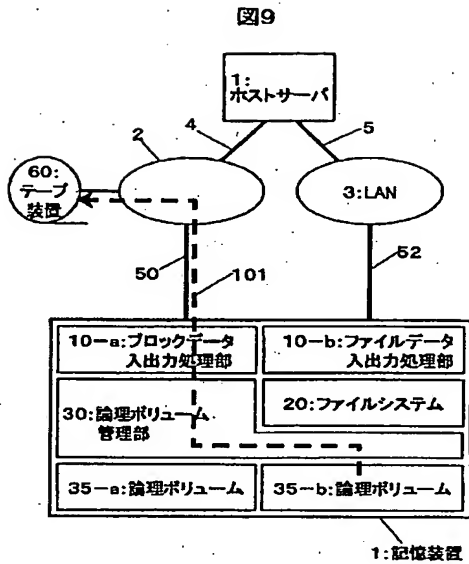 図9
1:
ホストサーバ
4
5
2
60:
テープ
装置
3:LAN
50
101
52
10-a:ブロックデータ
入出力処理部
10-b:ファイルデータ
入出力処理部
30:論理ボリューム
管理部
20:ファイルシステム
35-a:論理ボリューム
35-b:論理ボリューム
1:記憶装置